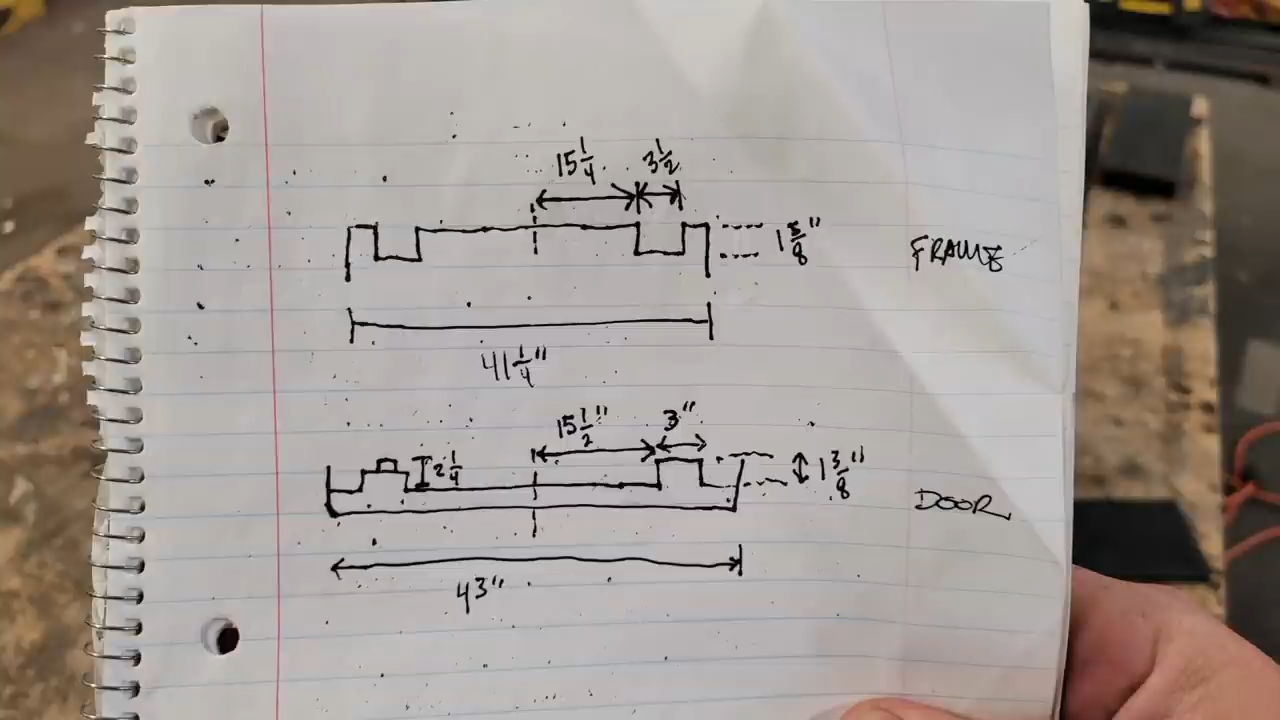 15 1/4 3 1/2
1 5/8"
FRAME
41 1/4"
15 1/2" 3"
2 1/4
1 3/8"
DOOR
43"